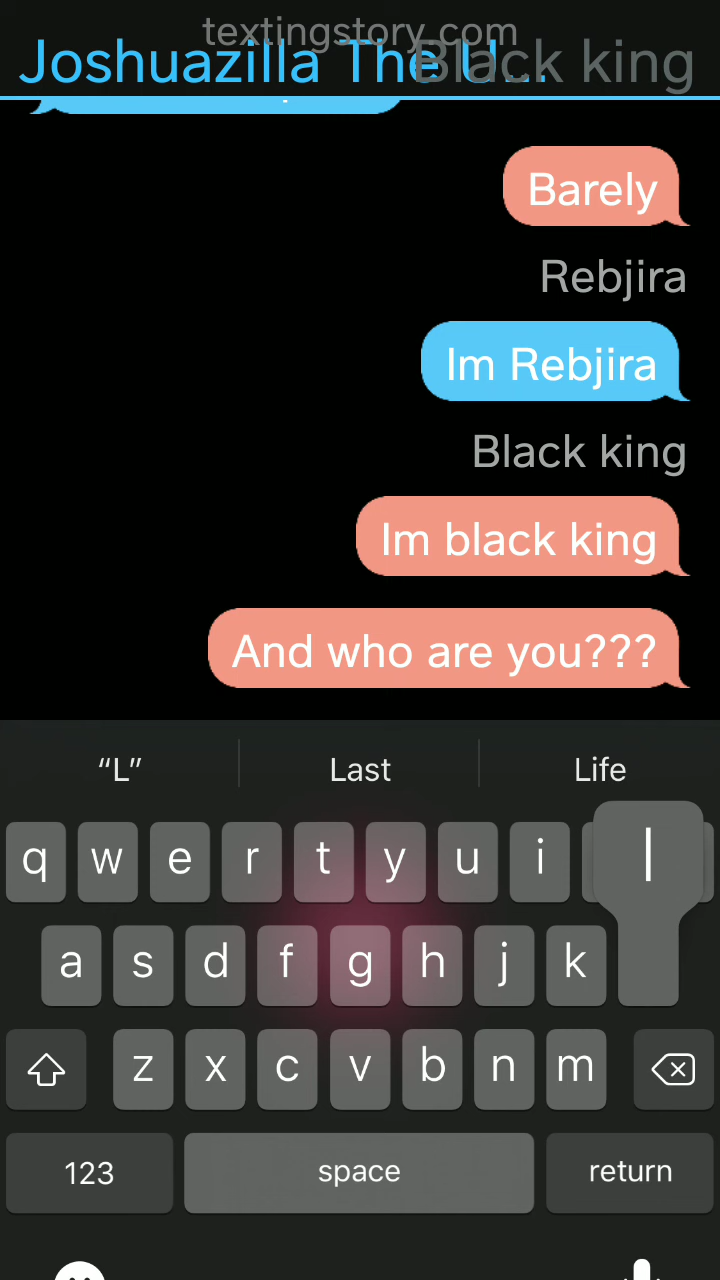 textingstory.com
Joshuazilla The U...
Black king
Barely
Rebjira
Im Rebjira
Black king
Im black king
And who are you???
“L” Last Life
q w e r t y u i
a s d f g h j k l
z x c v b n m
123 space return